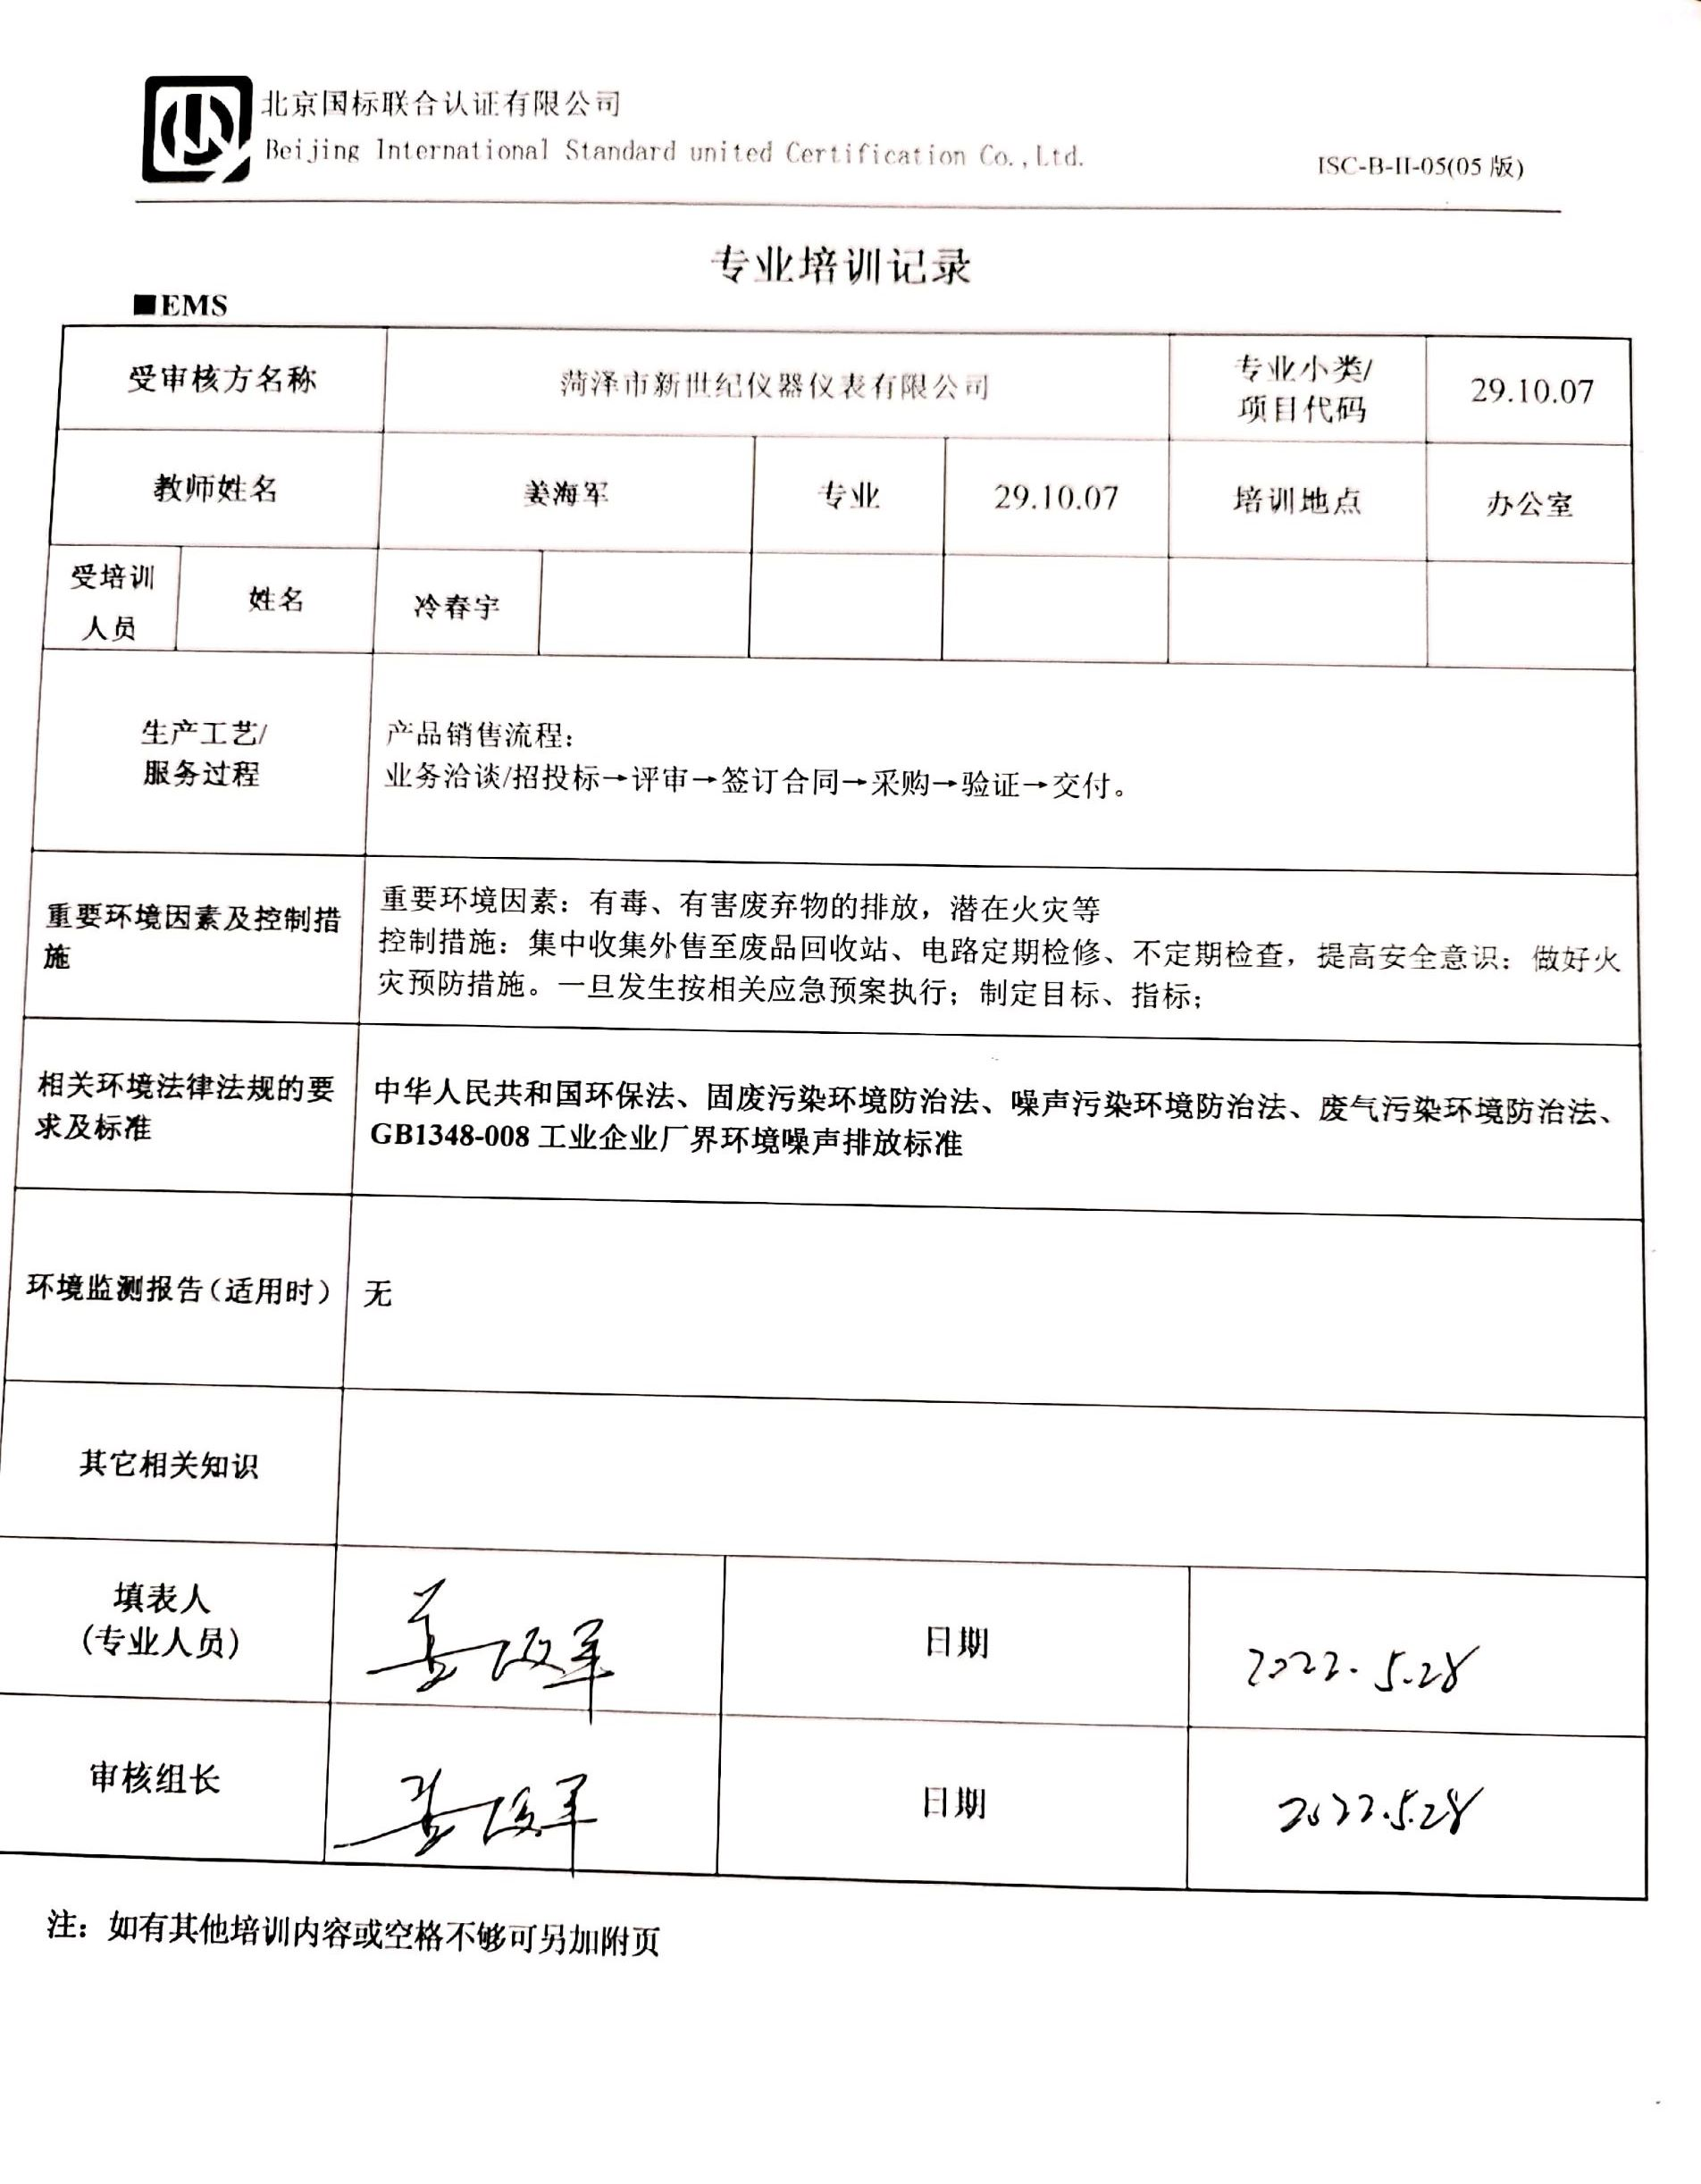 北京国标联合认证有限公司
Beijing International Standard united Certification Co.,Ltd.
ISC-B-II-05(05 版)
专业培训记录
■EMS
受审核方名称 菏泽市新世纪仪器仪表有限公司 专业小类/
项目代码 29.10.07
教师姓名 姜海军 专业 29.10.07 培训地点 办公室
受培训
人员 姓名 冷春宇
生产工艺/
服务过程
产品销售流程：
业务洽谈/招投标→评审→签订合同→采购→验证→交付。
重要环境因素及控制措
施
重要环境因素：有毒、有害废弃物的排放，潜在火灾等
控制措施：集中收集外售至废品回收站、电路定期检修、不定期检查，提高安全意识：做好火
灾预防措施。一旦发生按相关应急预案执行；制定目标、指标；
相关环境法律法规的要
求及标准
中华人民共和国环保法、固废污染环境防治法、噪声污染环境防治法、废气污染环境防治法、
GB1348-008 工业企业厂界环境噪声排放标准
环境监测报告（适用时） 无
其它相关知识
填表人
(专业人员)
姜海军 日期 2022.5.28
审核组长 姜海军 日期 2022.5.28
注：如有其他培训内容或空格不够可另加附页